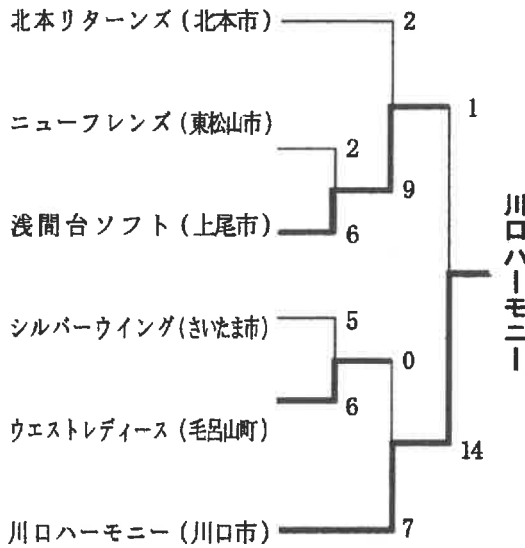 北本リターンズ（北本市）
2
1
ニューフレンズ（東松山市）
2
9
浅間台ソフト（上尾市）
6
川口ハーモニー
シルバーウイング（さいたま市）
5
0
ウエストレディース（毛呂山町）
6
14
川口ハーモニー（川口市）
7